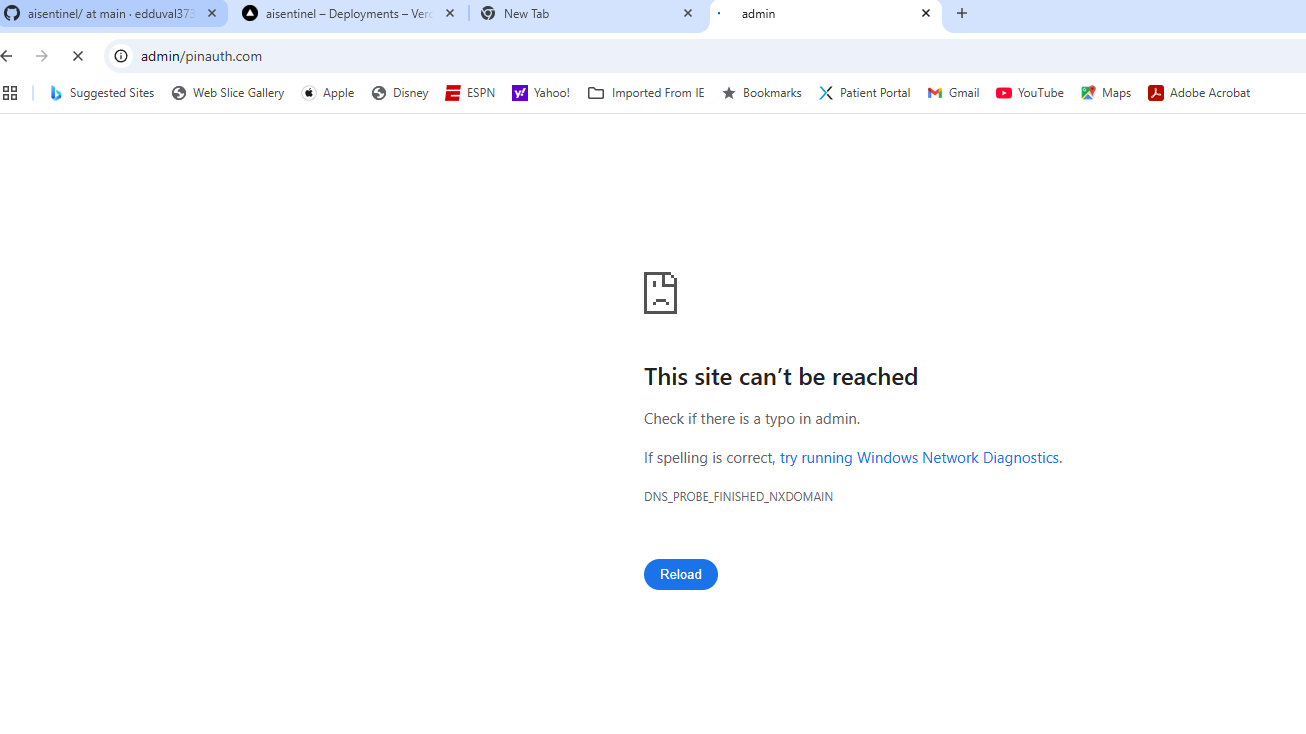 aisentinel/ at main · edduval373
aisentinel – Deployments – Verc
New Tab
admin
admin/pinauth.com
Suggested Sites
Web Slice Gallery
Apple
Disney
ESPN
Yahoo!
Imported From IE
Bookmarks
Patient Portal
Gmail
YouTube
Maps
Adobe Acrobat
This site can't be reached
Check if there is a typo in admin.
If spelling is correct, try running Windows Network Diagnostics.
DNS_PROBE_FINISHED_NXDOMAIN
Reload